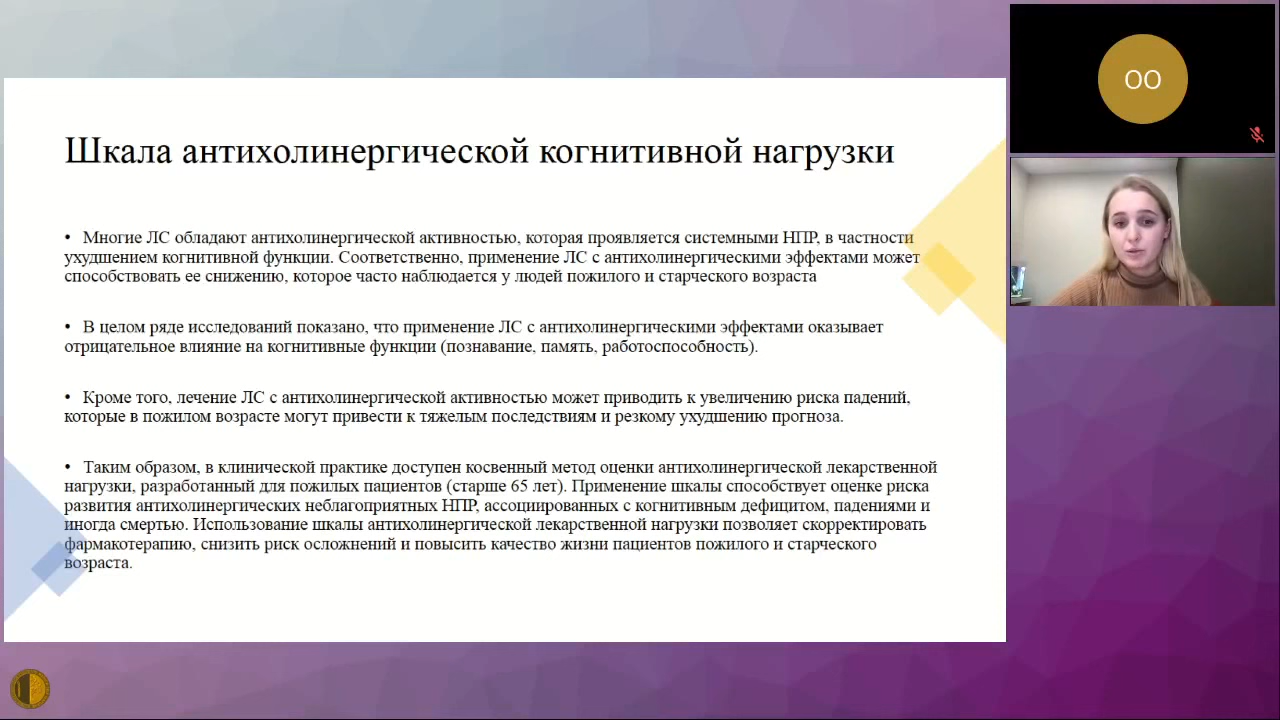 Шкала антихолинергической когнитивной нагрузки
• Многие ЛС обладают антихолинергической активностью, которая проявляется системными НПР, в частности
ухудшением когнитивной функции. Соответственно, применение ЛС с антихолинергическими эффектами может
способствовать ее снижению, которое часто наблюдается у людей пожилого и старческого возраста
• В целом ряде исследований показано, что применение ЛС с антихолинергическими эффектами оказывает
отрицательное влияние на когнитивные функции (познавание, память, работоспособность).
• Кроме того, лечение ЛС с антихолинергической активностью может приводить к увеличению риска падений,
которые в пожилом возрасте могут привести к тяжелым последствиям и резкому ухудшению прогноза.
• Таким образом, в клинической практике доступен косвенный метод оценки антихолинергической лекарственной
нагрузки, разработанный для пожилых пациентов (старше 65 лет). Применение шкалы способствует оценке риска
развития антихолинергических неблагоприятных НПР, ассоциированных с когнитивным дефицитом, падениями и
иногда смертью. Использование шкалы антихолинергической лекарственной нагрузки позволяет скорректировать
фармакотерапию, снизить риск осложнений и повысить качество жизни пациентов пожилого и старческого
возраста.
ОО